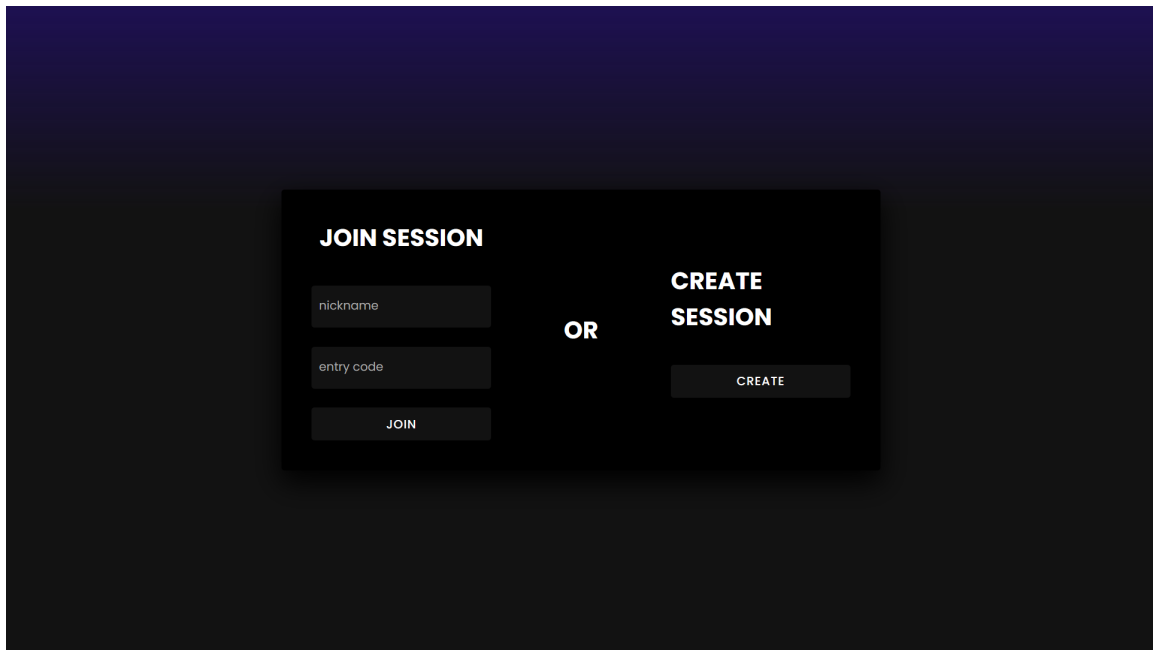 JOIN SESSION
nickname
entry code
JOIN
OR
CREATE
SESSION
CREATE